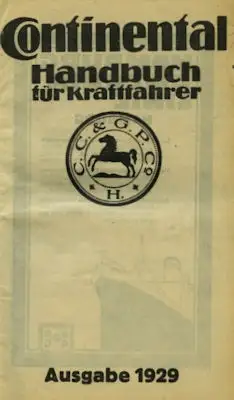 Continental
Handbuch
für Kraftfahrer
C. C. & G. P. Co
H.
Ausgabe 1929